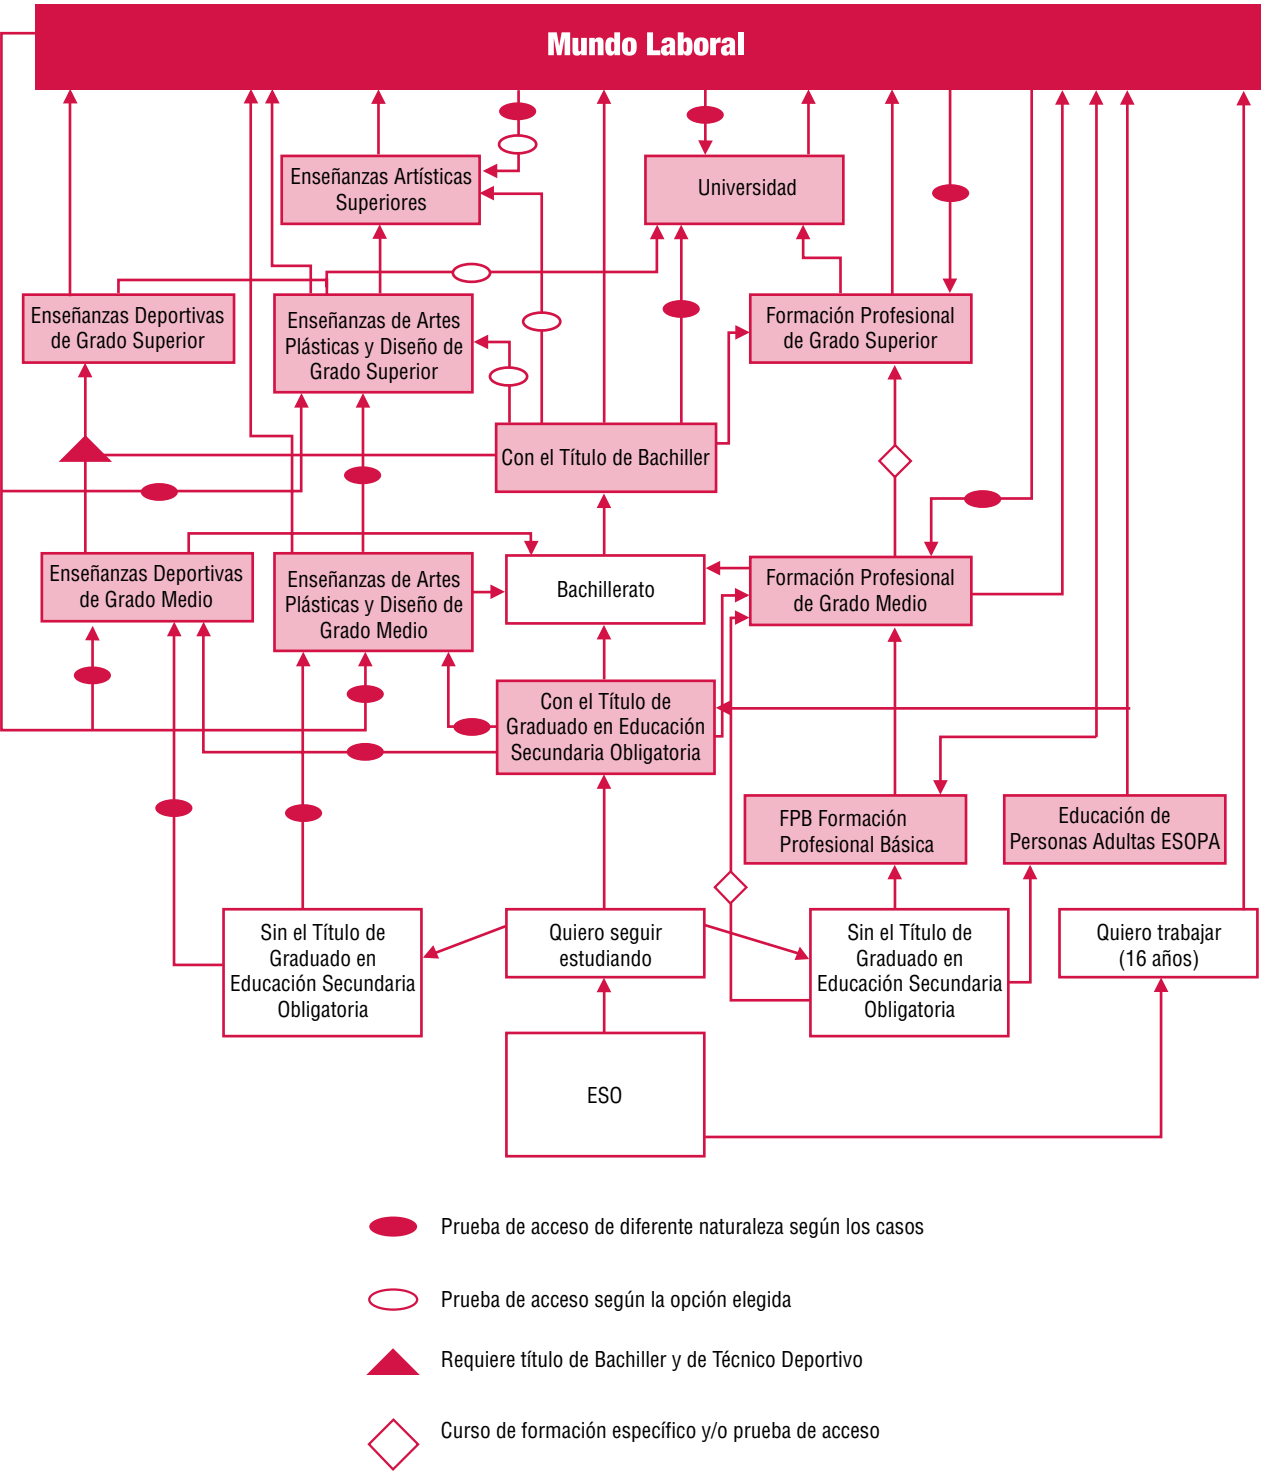 Mundo Laboral
Enseñanzas Artísticas
Superiores
Universidad
Enseñanzas Deportivas
de Grado Superior
Enseñanzas de Artes
Plásticas y Diseño de
Grado Superior
Formación Profesional
de Grado Superior
Con el Título de Bachiller
Enseñanzas Deportivas
de Grado Medio
Enseñanzas de Artes
Plásticas y Diseño de
Grado Medio
Bachillerato
Formación Profesional
de Grado Medio
Con el Título de
Graduado en Educación
Secundaria Obligatoria
FPB Formación
Profesional Básica
Educación de
Personas Adultas ESOPA
Sin el Título de
Graduado en
Educación Secundaria
Obligatoria
Quiero seguir
estudiando
Sin el Título de
Graduado en
Educación Secundaria
Obligatoria
Quiero trabajar
(16 años)
ESO
Prueba de acceso de diferente naturaleza según los casos
Prueba de acceso según la opción elegida
Requiere título de Bachiller y de Técnico Deportivo
Curso de formación específico y/o prueba de acceso